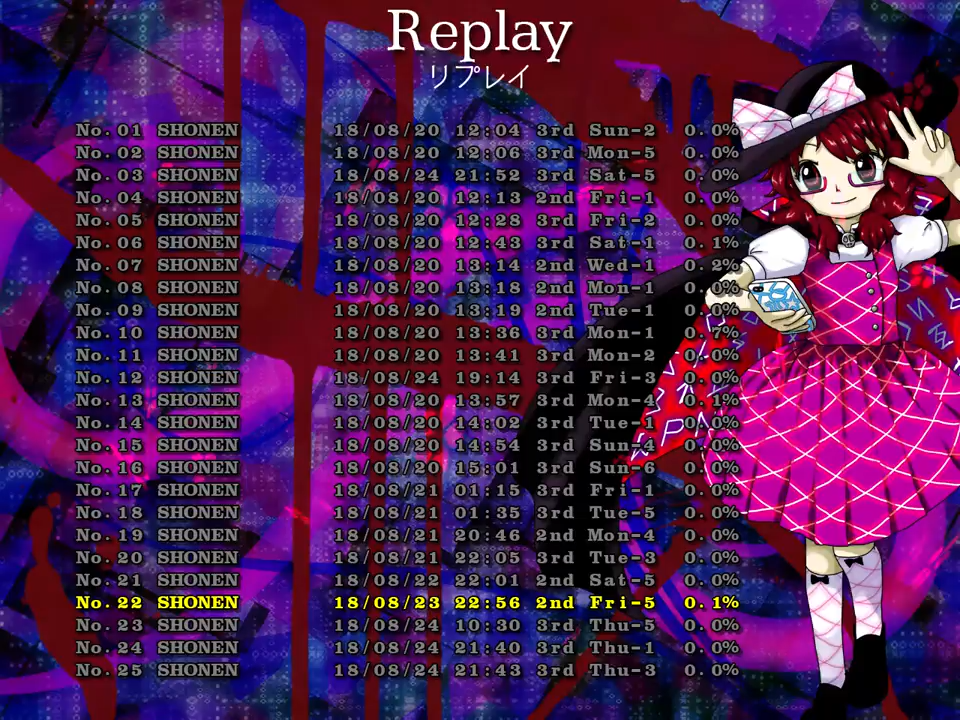 Replay
リプレイ
No.01 SHONEN 18/08/20 12:04 3rd Sun-2 0.0%
No.02 SHONEN 18/08/20 12:06 3rd Mon-5 0.0%
No.03 SHONEN 18/08/24 21:52 3rd Sat-5 0.0%
No.04 SHONEN 18/08/20 12:13 2nd Fri-1 0.0%
No.05 SHONEN 18/08/20 12:28 3rd Fri-2 0.0%
No.06 SHONEN 18/08/20 12:43 3rd Sat-1 0.1%
No.07 SHONEN 18/08/20 13:14 2nd Wed-1 0.2%
No.08 SHONEN 18/08/20 13:18 2nd Mon-1 0.0%
No.09 SHONEN 18/08/20 13:19 2nd Tue-1 0.0%
No.10 SHONEN 18/08/20 13:36 3rd Mon-1 0.7%
No.11 SHONEN 18/08/20 13:41 3rd Mon-2 0.0%
No.12 SHONEN 18/08/24 19:14 3rd Fri-3 0.0%
No.13 SHONEN 18/08/20 13:57 3rd Mon-4 0.1%
No.14 SHONEN 18/08/20 14:02 3rd Tue-1 0.0%
No.15 SHONEN 18/08/20 14:54 3rd Sun-4 0.0%
No.16 SHONEN 18/08/20 15:01 3rd Sun-6 0.0%
No.17 SHONEN 18/08/21 01:15 3rd Fri-1 0.0%
No.18 SHONEN 18/08/21 01:35 3rd Tue-5 0.0%
No.19 SHONEN 18/08/21 20:46 2nd Mon-4 0.0%
No.20 SHONEN 18/08/21 22:05 3rd Tue-3 0.0%
No.21 SHONEN 18/08/22 22:01 2nd Sat-5 0.0%
No.22 SHONEN 18/08/23 22:56 2nd Fri-5 0.1%
No.23 SHONEN 18/08/24 10:30 3rd Thu-5 0.0%
No.24 SHONEN 18/08/24 21:40 3rd Thu-1 0.0%
No.25 SHONEN 18/08/24 21:43 3rd Thu-3 0.0%